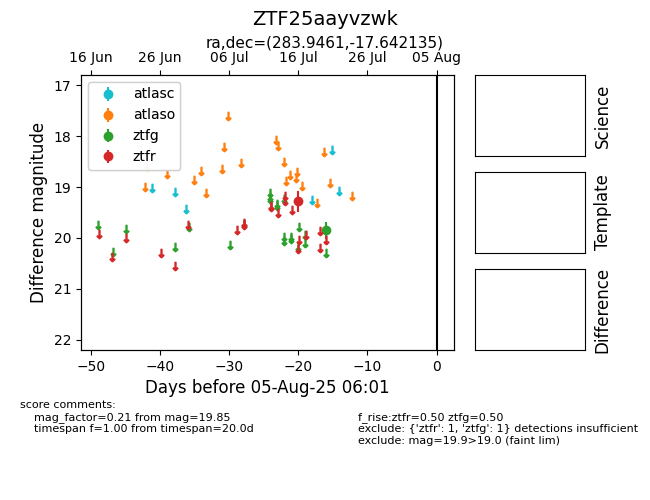 ZTF25aayvzwk
ra,dec=(283.9461,-17.642135)
16 Jun 26 Jun 06 Jul 16 Jul 26 Jul 05 Aug
atlasc
atlaso
ztfg
ztfr
17
18
19
20
21
22
Difference magnitude
−50 −40 −30 −20 −10 0
Days before 05-Aug-25 06:01
Science
Template
Difference
score comments:
mag_factor=0.21 from mag=19.85
timespan f=1.00 from timespan=20.0d
f_rise:ztfr=0.50 ztfg=0.50
exclude: {'ztfr': 1, 'ztfg': 1} detections insufficient
exclude: mag=19.9>19.0 (faint lim)